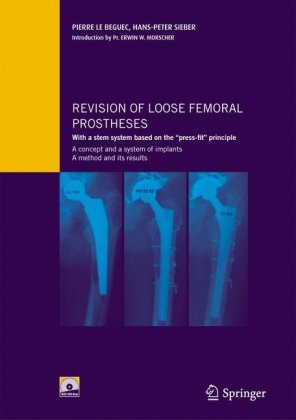 PIERRE LE BEGUEC, HANS-PETER SIEBER
Introduction by Pr. ERWIN W. MORSCHER
REVISION OF LOOSE FEMORAL
PROSTHESES
With a stem system based on the “press-fit” principle
A concept and a system of implants
A method and its results
Springer